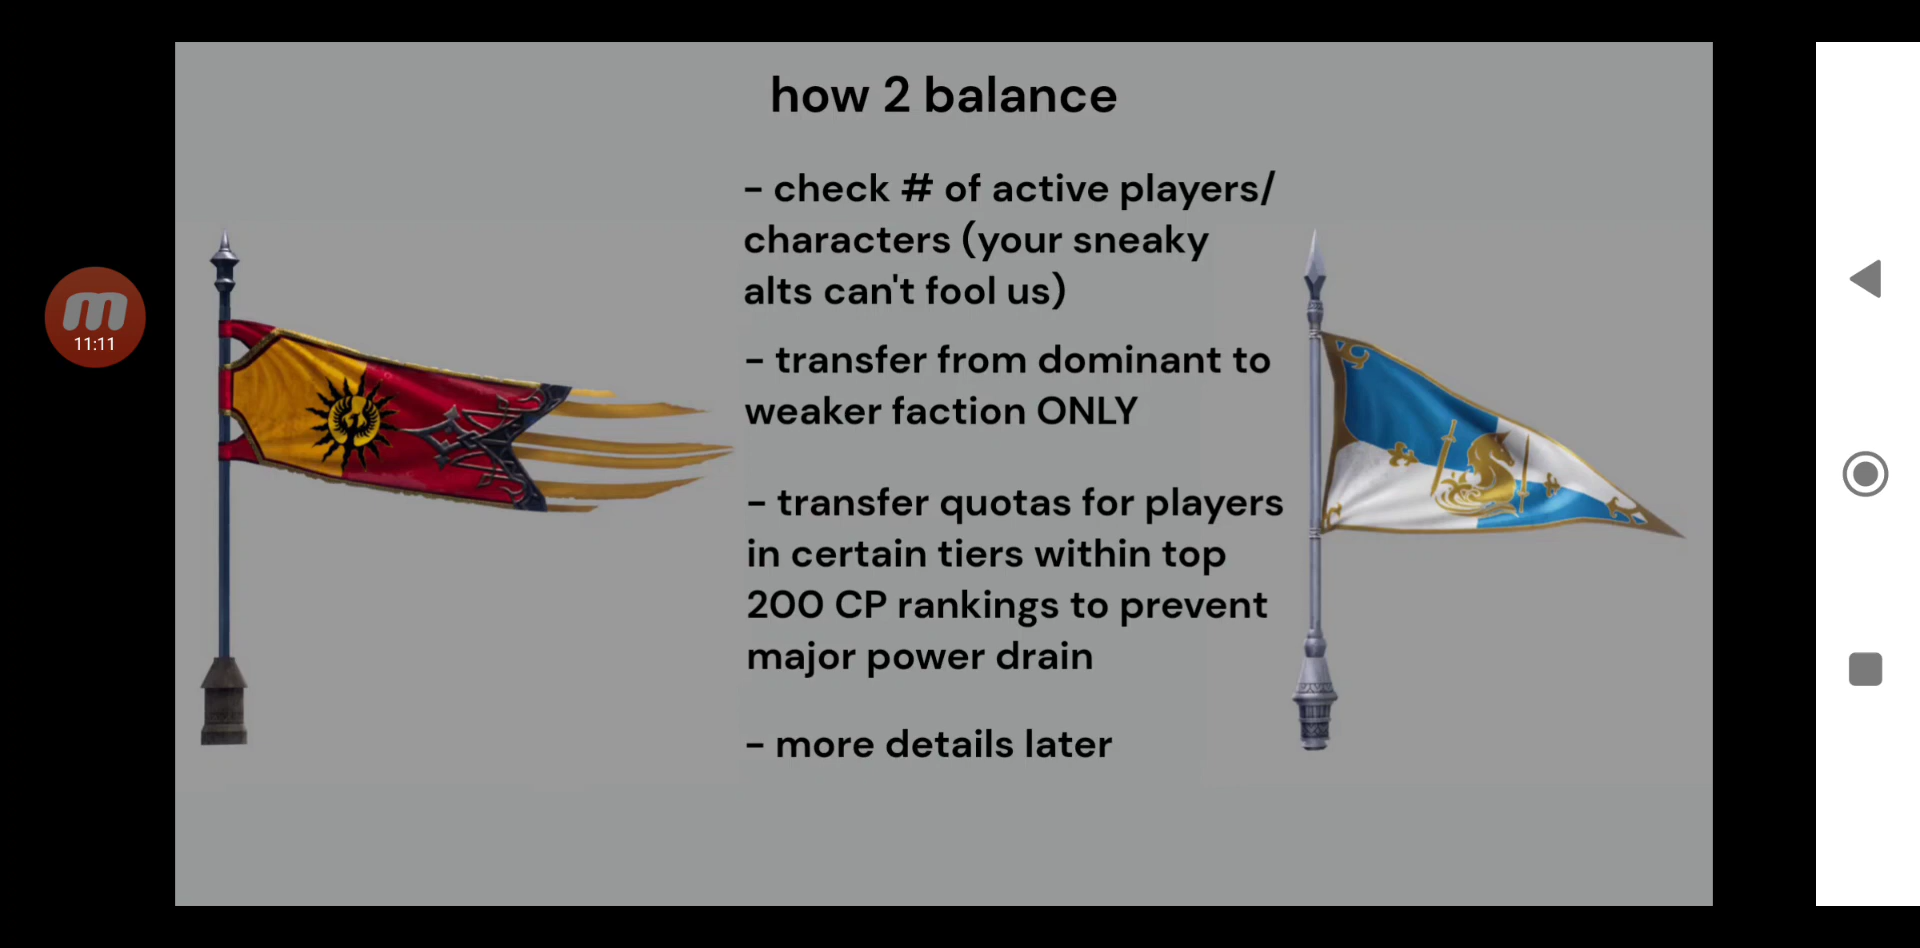 how 2 balance
- check # of active players/
characters (your sneaky
alts can't fool us)
- transfer from dominant to
weaker faction ONLY
- transfer quotas for players
in certain tiers within top
200 CP rankings to prevent
major power drain
- more details later
11:11